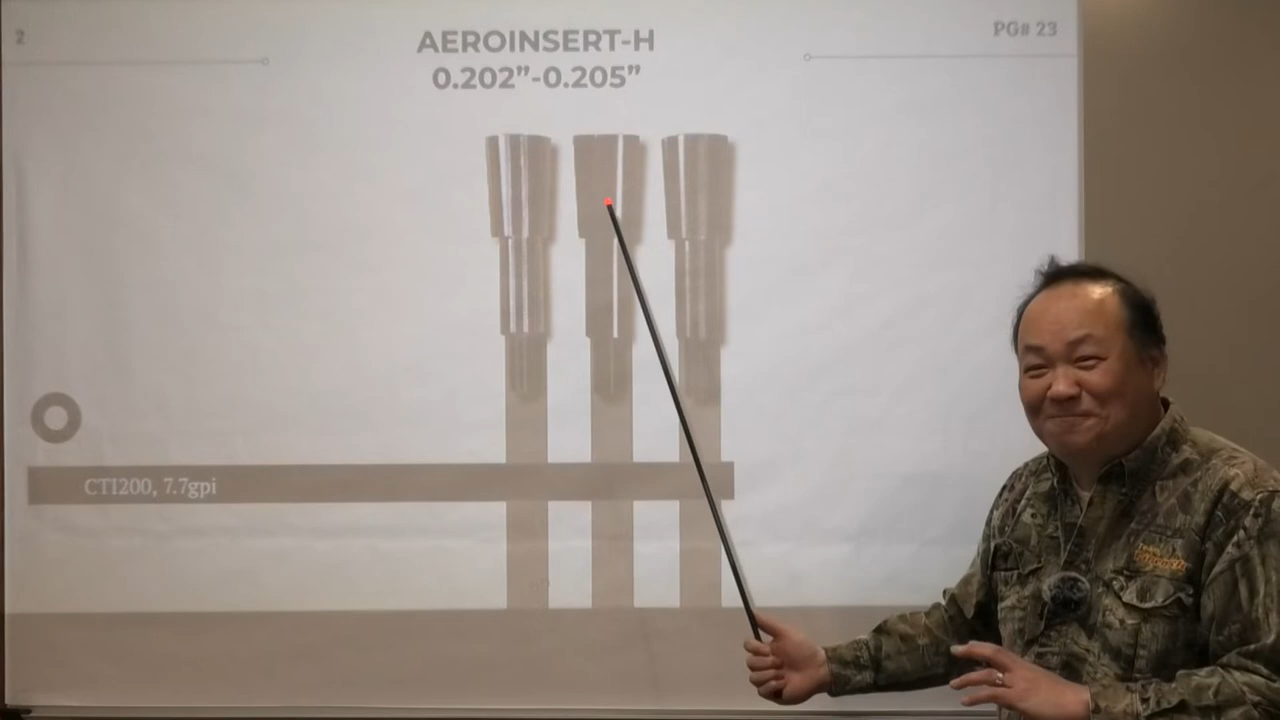 2
AEROINSERT-H
PG# 23
0.202”-0.205”
CTI200, 7.7gpi